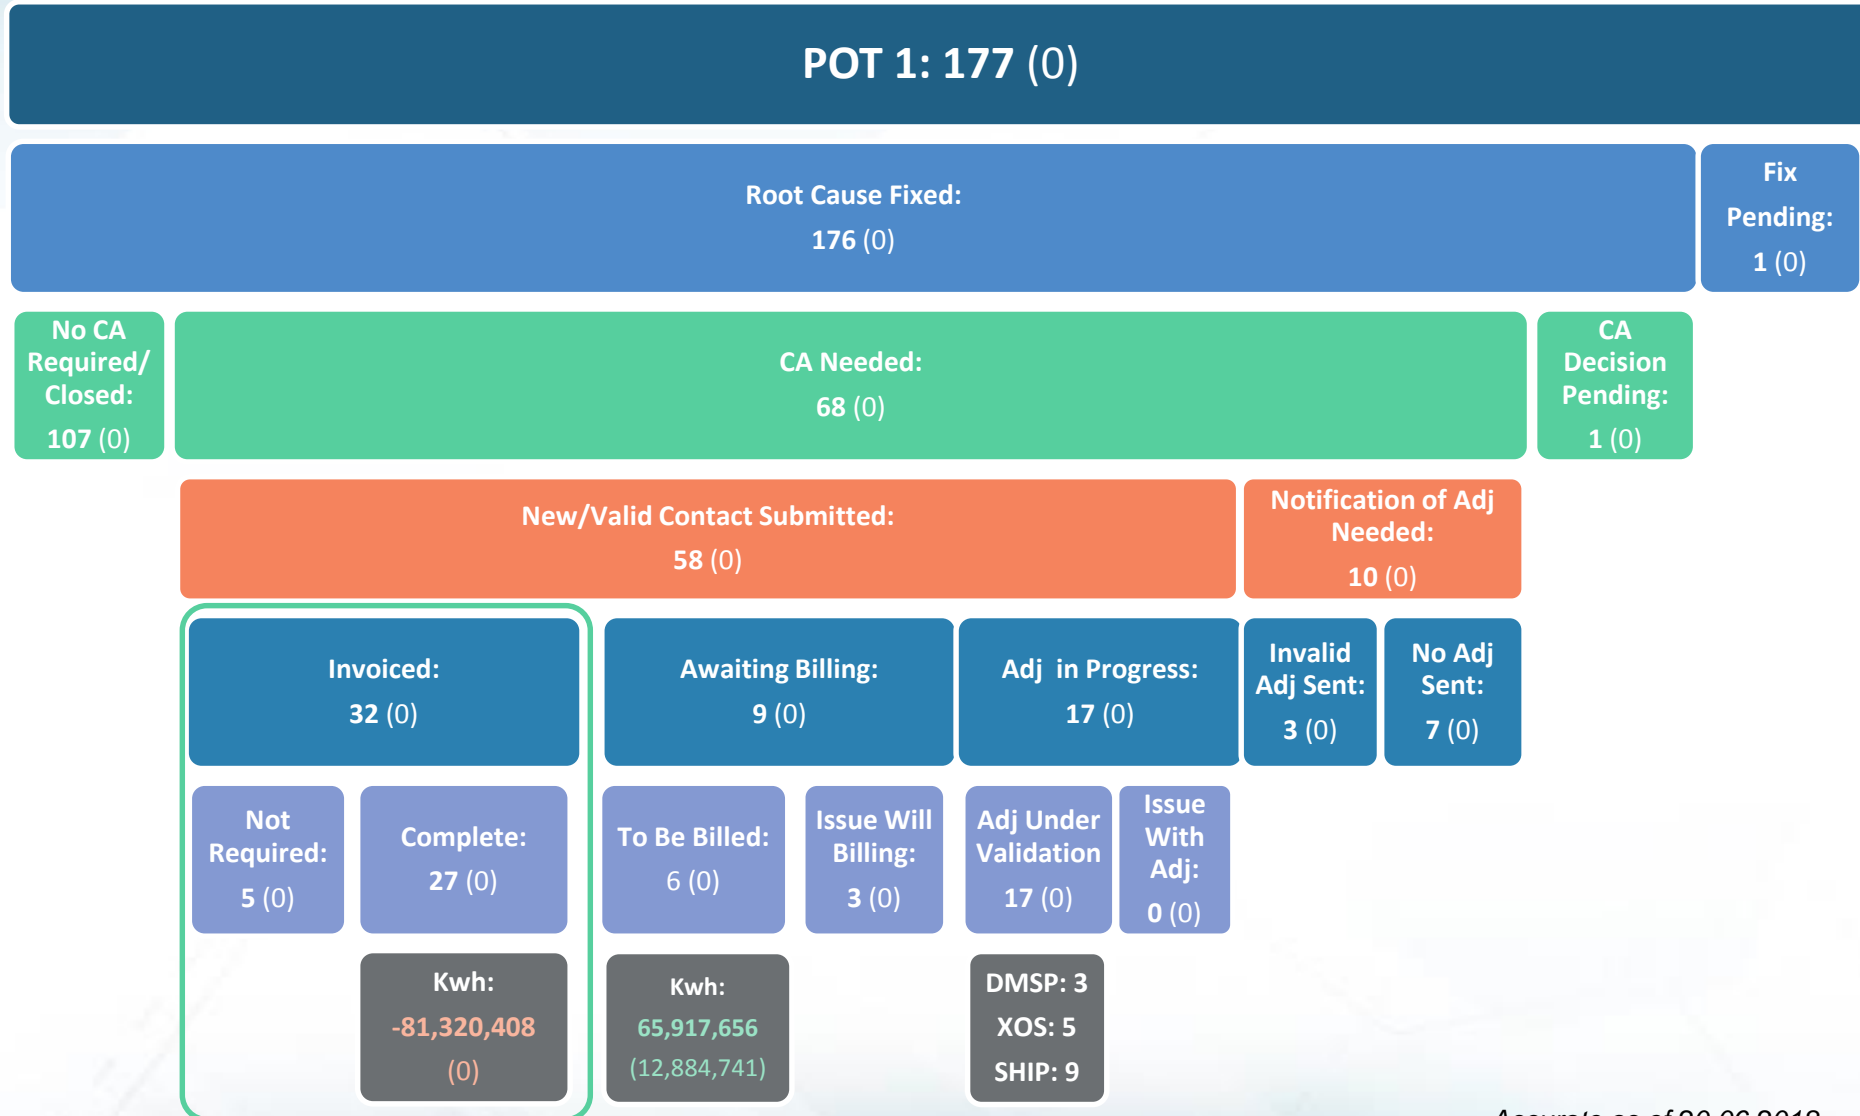 POT 1: 177 (0)
Root Cause Fixed:
176 (0)
Fix
Pending:
1 (0)
No CA
Required/
Closed:
107 (0)
CA Needed:
68 (0)
CA
Decision
Pending:
1 (0)
New/Valid Contact Submitted:
58 (0)
Notification of Adj
Needed:
10 (0)
Invoiced:
32 (0)
Awaiting Billing:
9 (0)
Adj in Progress:
17 (0)
Invalid
Adj Sent:
3 (0)
No Adj
Sent:
7 (0)
Not
Required:
5 (0)
Complete:
27 (0)
To Be Billed:
6 (0)
Issue Will
Billing:
3 (0)
Adj Under
Validation
17 (0)
Issue
With
Adj:
0 (0)
Kwh:
-81,320,408
(0)
Kwh:
65,917,656
(12,884,741)
DMSP: 3
XOS: 5
SHIP: 9
Accurate as of